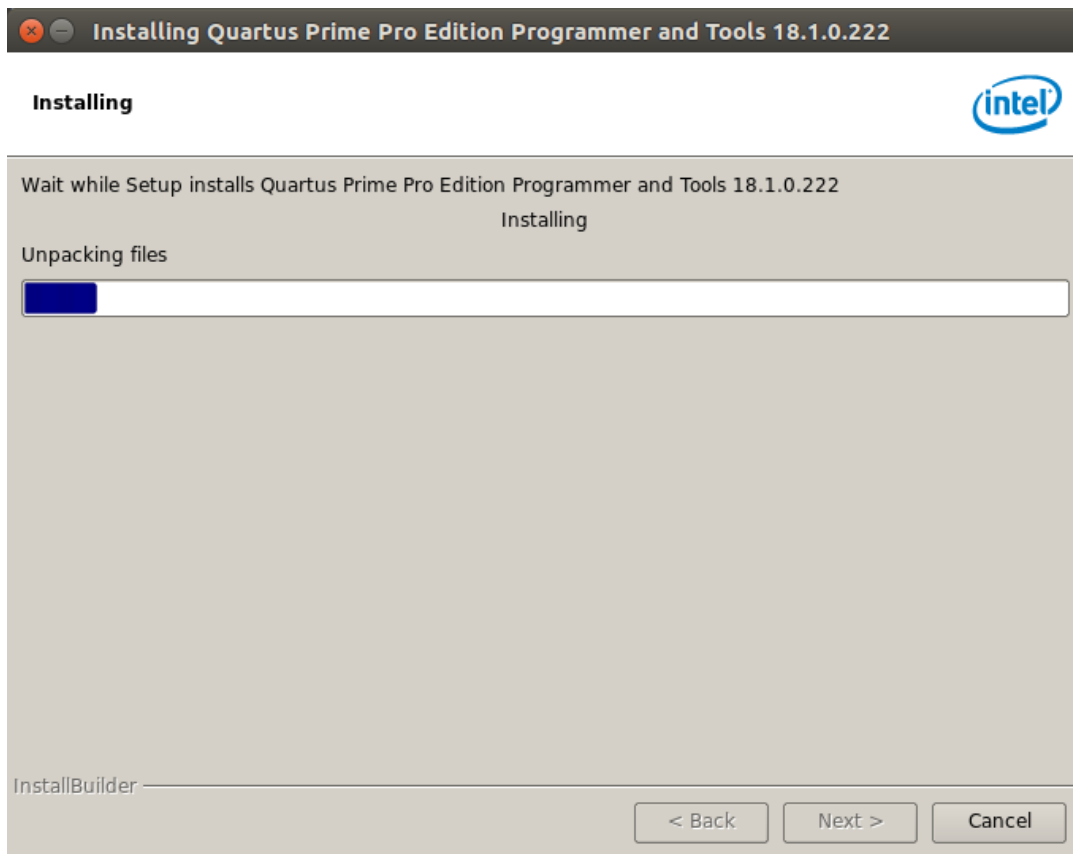 Installing Quartus Prime Pro Edition Programmer and Tools 18.1.0.222
Installing
intel
Wait while Setup installs Quartus Prime Pro Edition Programmer and Tools 18.1.0.222
Installing
Unpacking files
InstallBuilder
< Back
Next >
Cancel